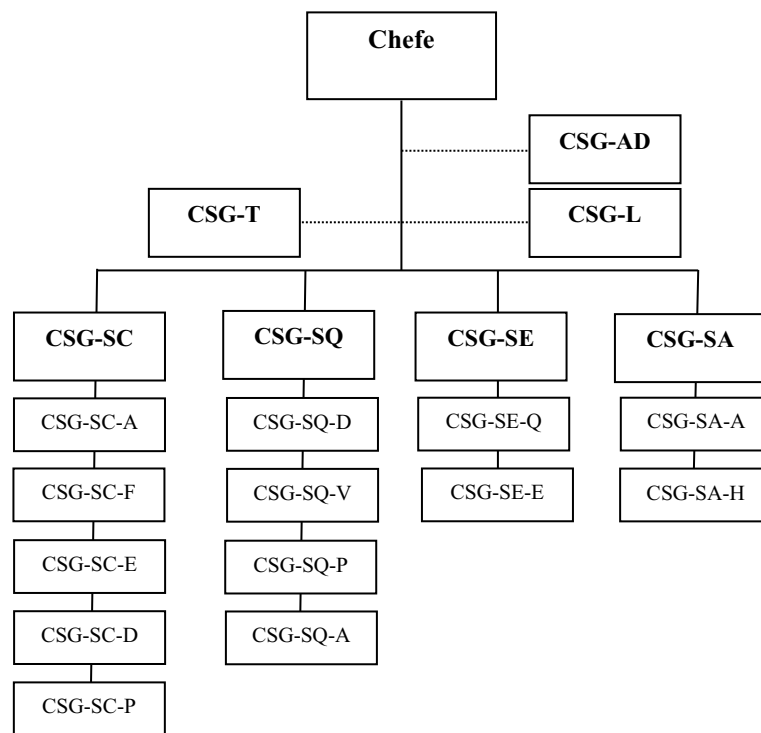 Chefe
CSG-AD
CSG-T
CSG-L
CSG-SC
CSG-SQ
CSG-SE
CSG-SA
CSG-SC-A
CSG-SQ-D
CSG-SE-Q
CSG-SA-A
CSG-SC-F
CSG-SQ-V
CSG-SE-E
CSG-SA-H
CSG-SC-E
CSG-SQ-P
CSG-SC-D
CSG-SQ-A
CSG-SC-P